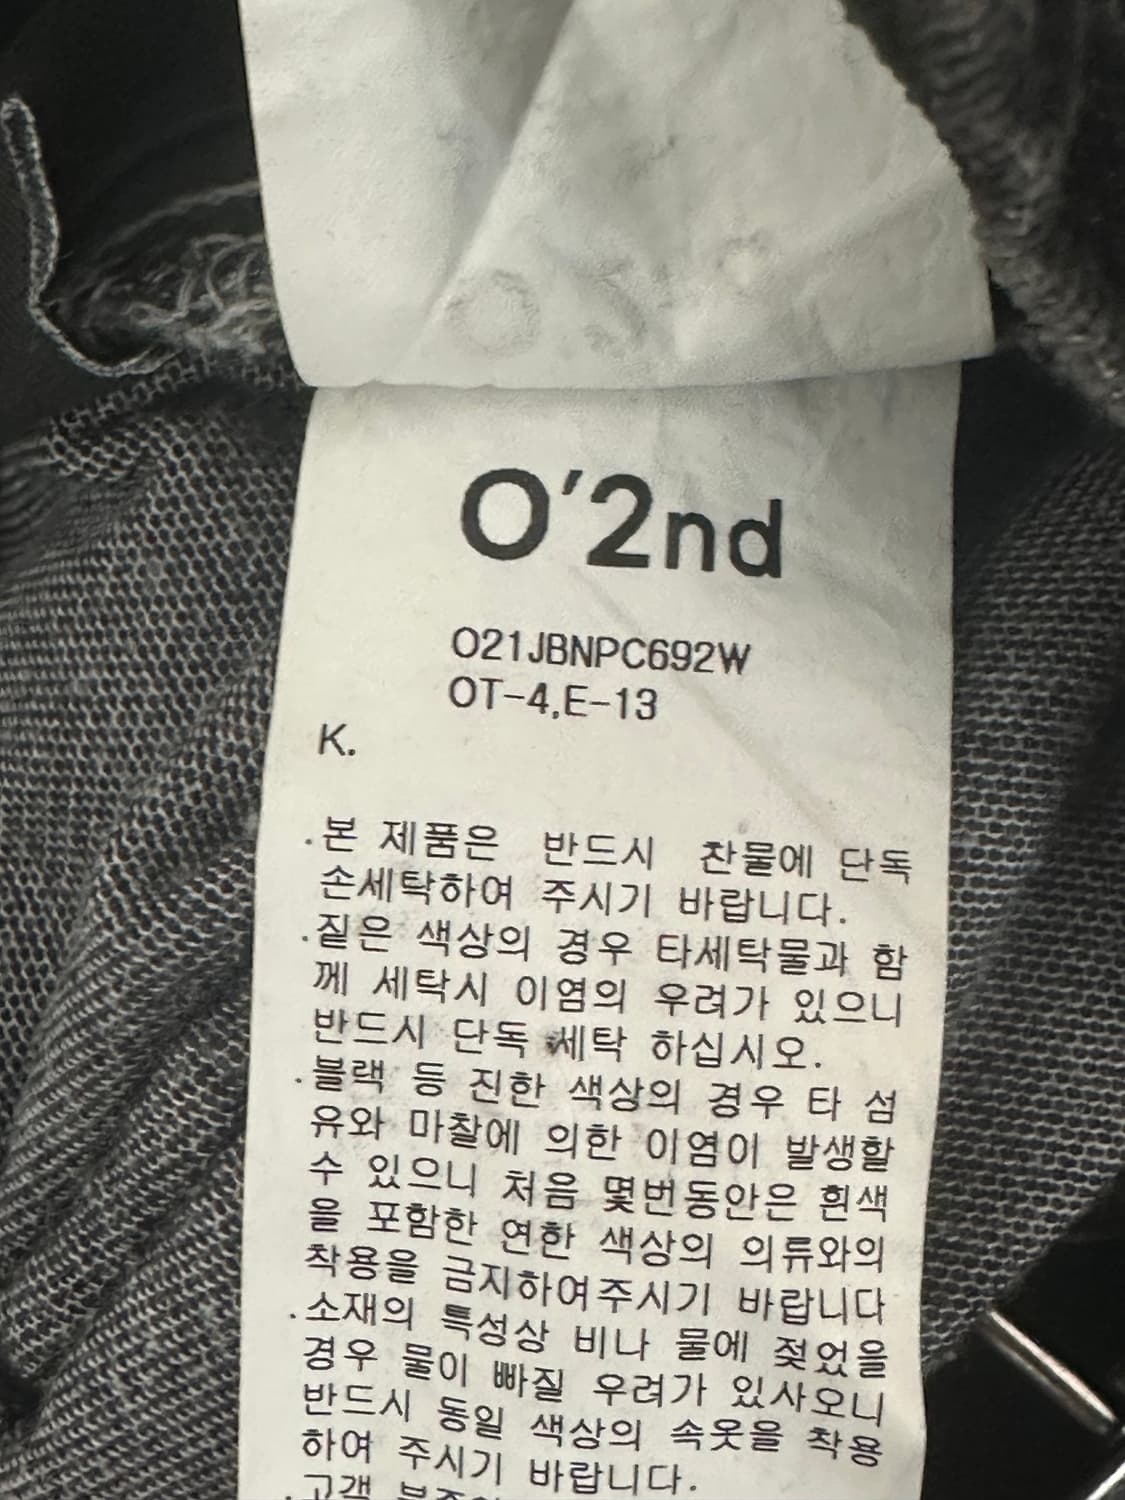 O'2nd
O21JBNPC692W
OT-4,E-13
K.
.본 제품은 반드시 찬물에 단독
손세탁하여 주시기 바랍니다.
.짙은 색상의 경우 타세탁물과 함
께 세탁시 이염의 우려가 있으니
반드시 단독 세탁 하십시오.
.블랙 등 진한 색상의 경우 타 섬
유와 마찰에 의한 이염이 발생할
수 있으니 처음 몇번동안은 흰색
을 포함한 연한 색상의 의류와의
착용을 금지하여주시기 바랍니다
.소재의 특성상 비나 물에 젖었을
경우 물이 빠질 우려가 있사오니
반드시 동일 색상의 속옷을 착용
하여 주시기 바랍니다.
.고객